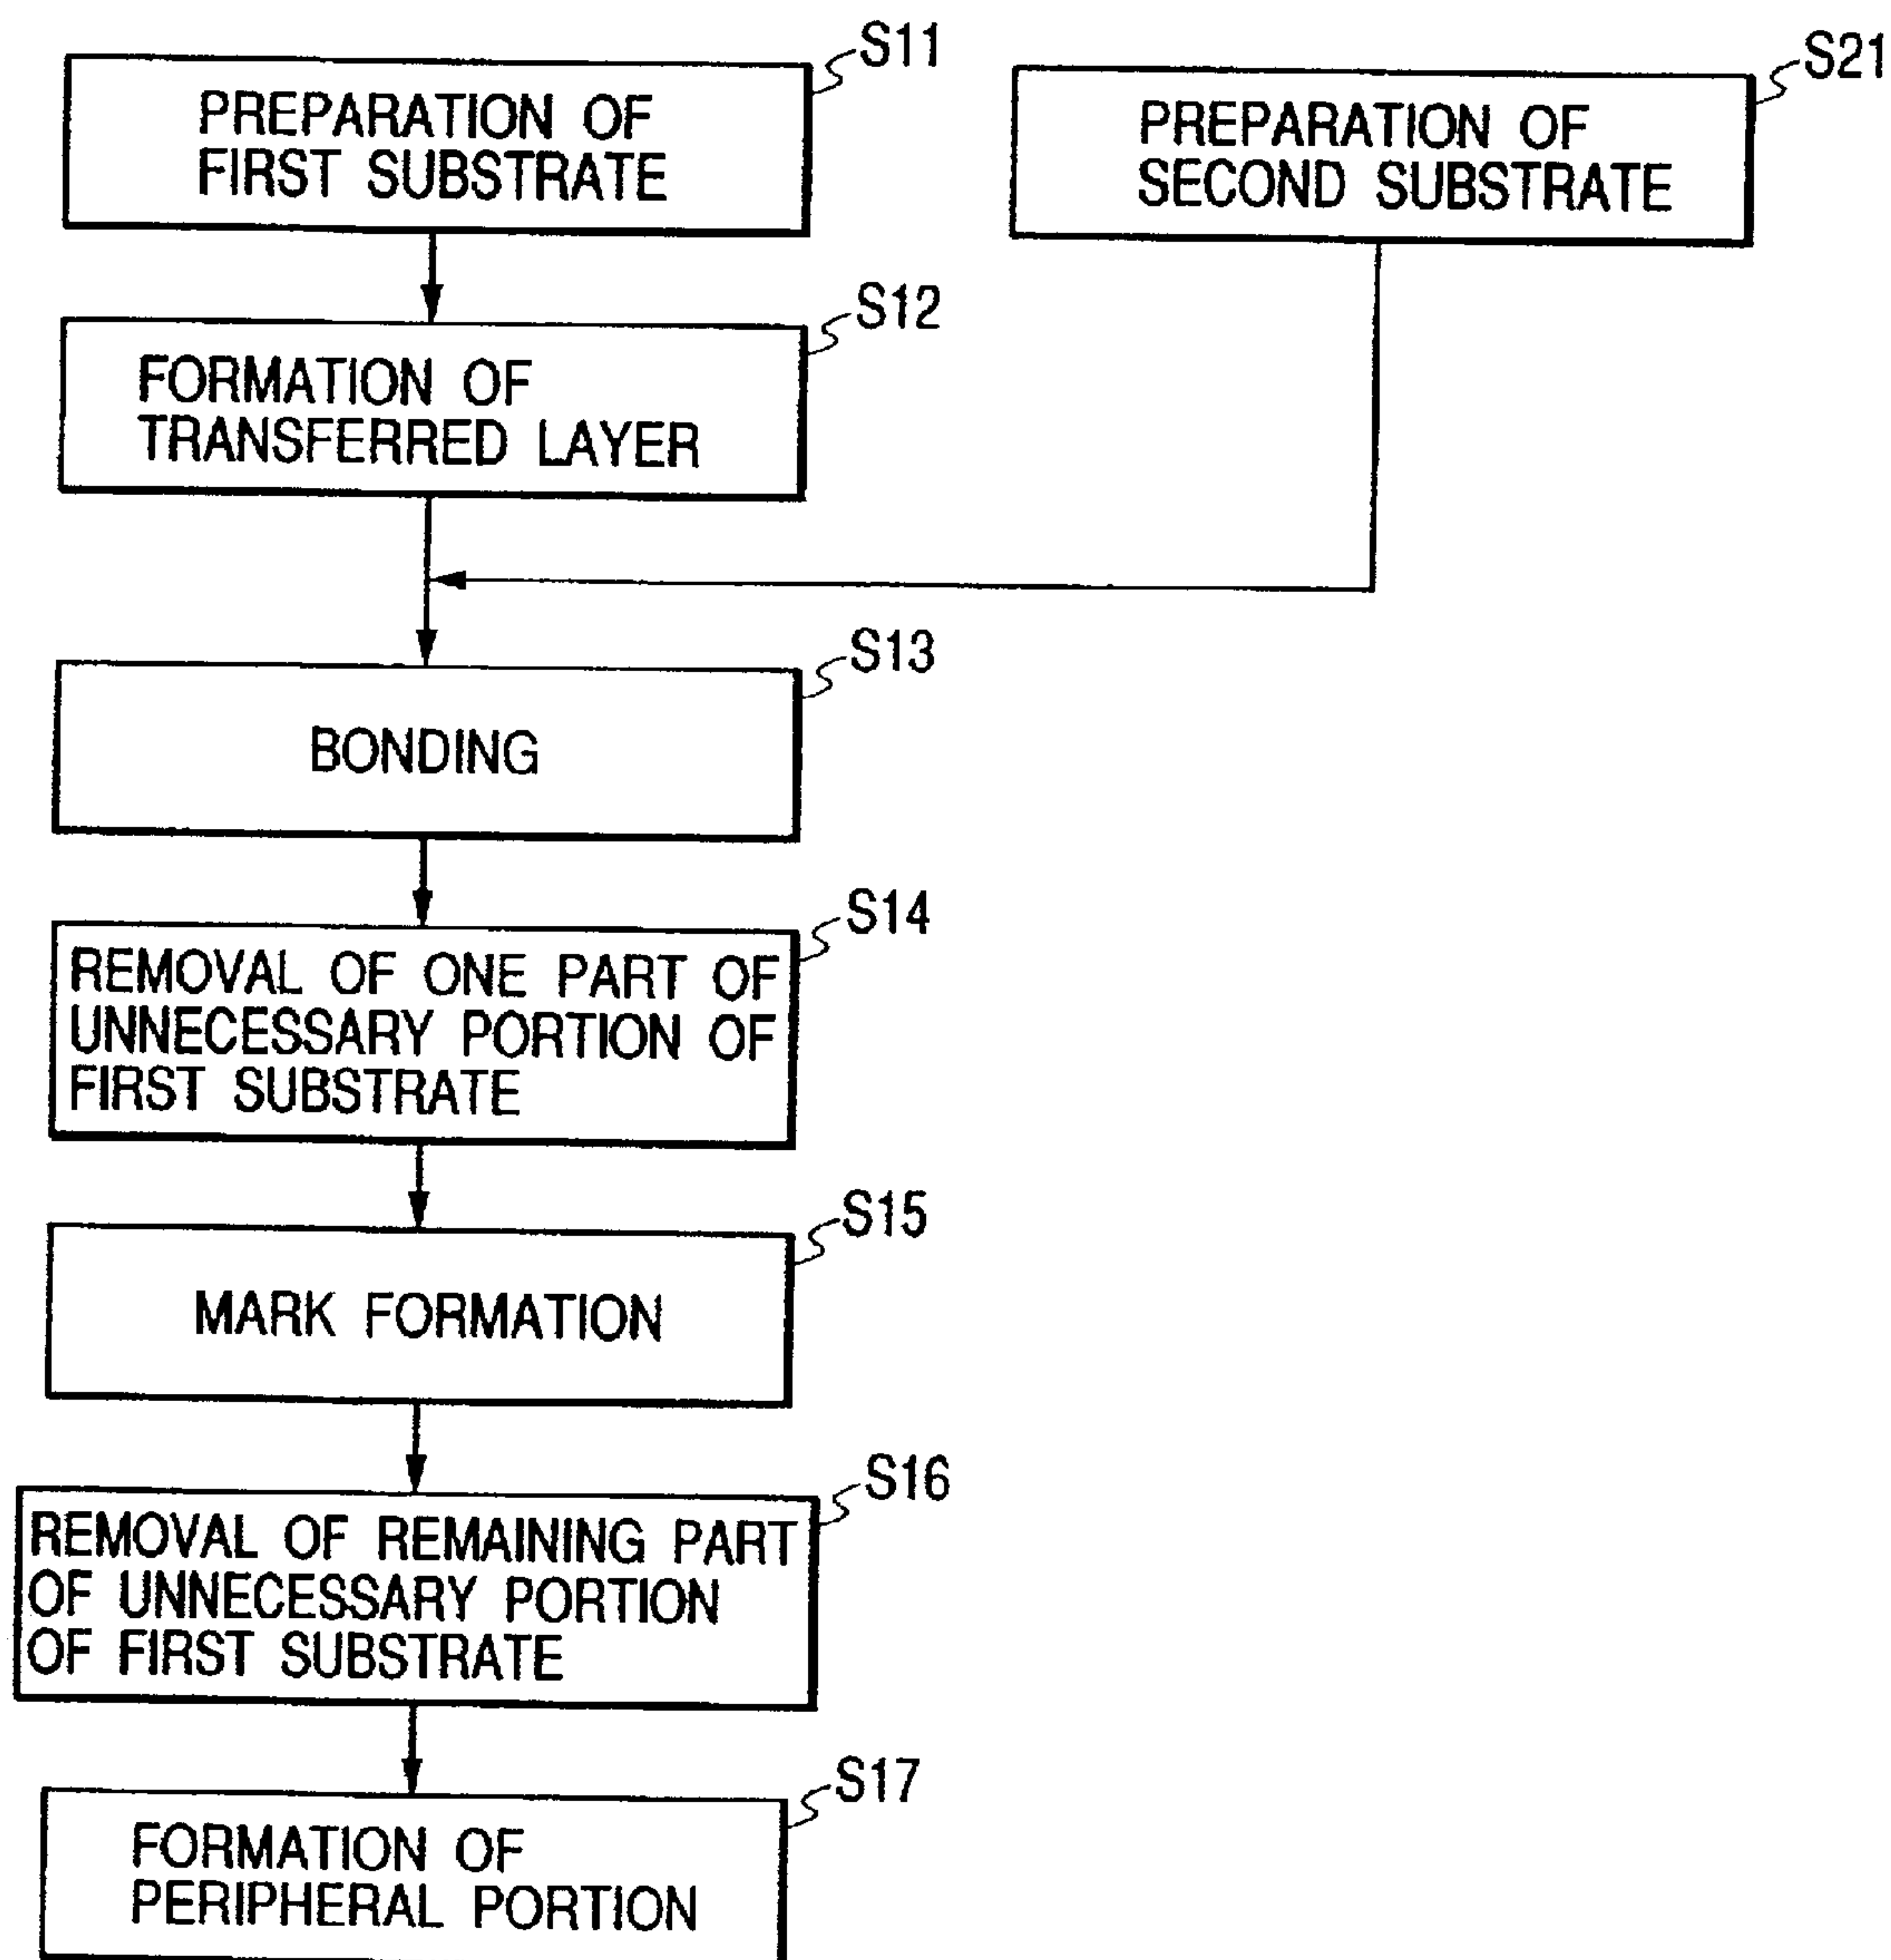 S11
PREPARATION OF
FIRST SUBSTRATE
S21
PREPARATION OF
SECOND SUBSTRATE
S12
FORMATION OF
TRANSFERRED LAYER
S13
BONDING
S14
REMOVAL OF ONE PART OF
UNNECESSARY PORTION OF
FIRST SUBSTRATE
S15
MARK FORMATION
S16
REMOVAL OF REMAINING PART
OF UNNECESSARY PORTION
OF FIRST SUBSTRATE
S17
FORMATION OF
PERIPHERAL PORTION